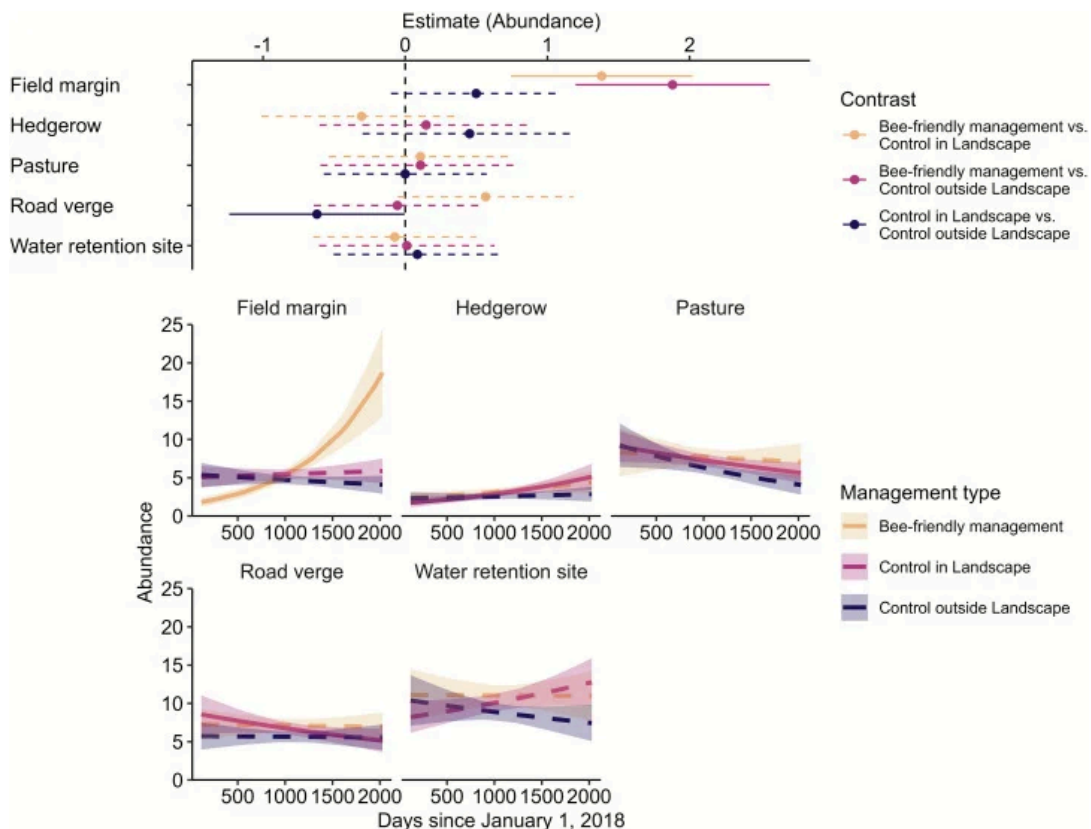 Estimate (Abundance)
-1 0 1 2
Field margin
Hedgerow
Pasture
Road verge
Water retention site
Contrast
Bee-friendly management vs.
Control in Landscape
Bee-friendly management vs.
Control outside Landscape
Control in Landscape vs.
Control outside Landscape
Field margin Hedgerow Pasture
25
20
15
10
5
0
500 1000 1500 2000 500 1000 1500 2000 500 1000 1500 2000
Abundance
Road verge Water retention site
25
20
15
10
5
0
500 1000 1500 2000 500 1000 1500 2000
Days since January 1, 2018
Management type
Bee-friendly management
Control in Landscape
Control outside Landscape